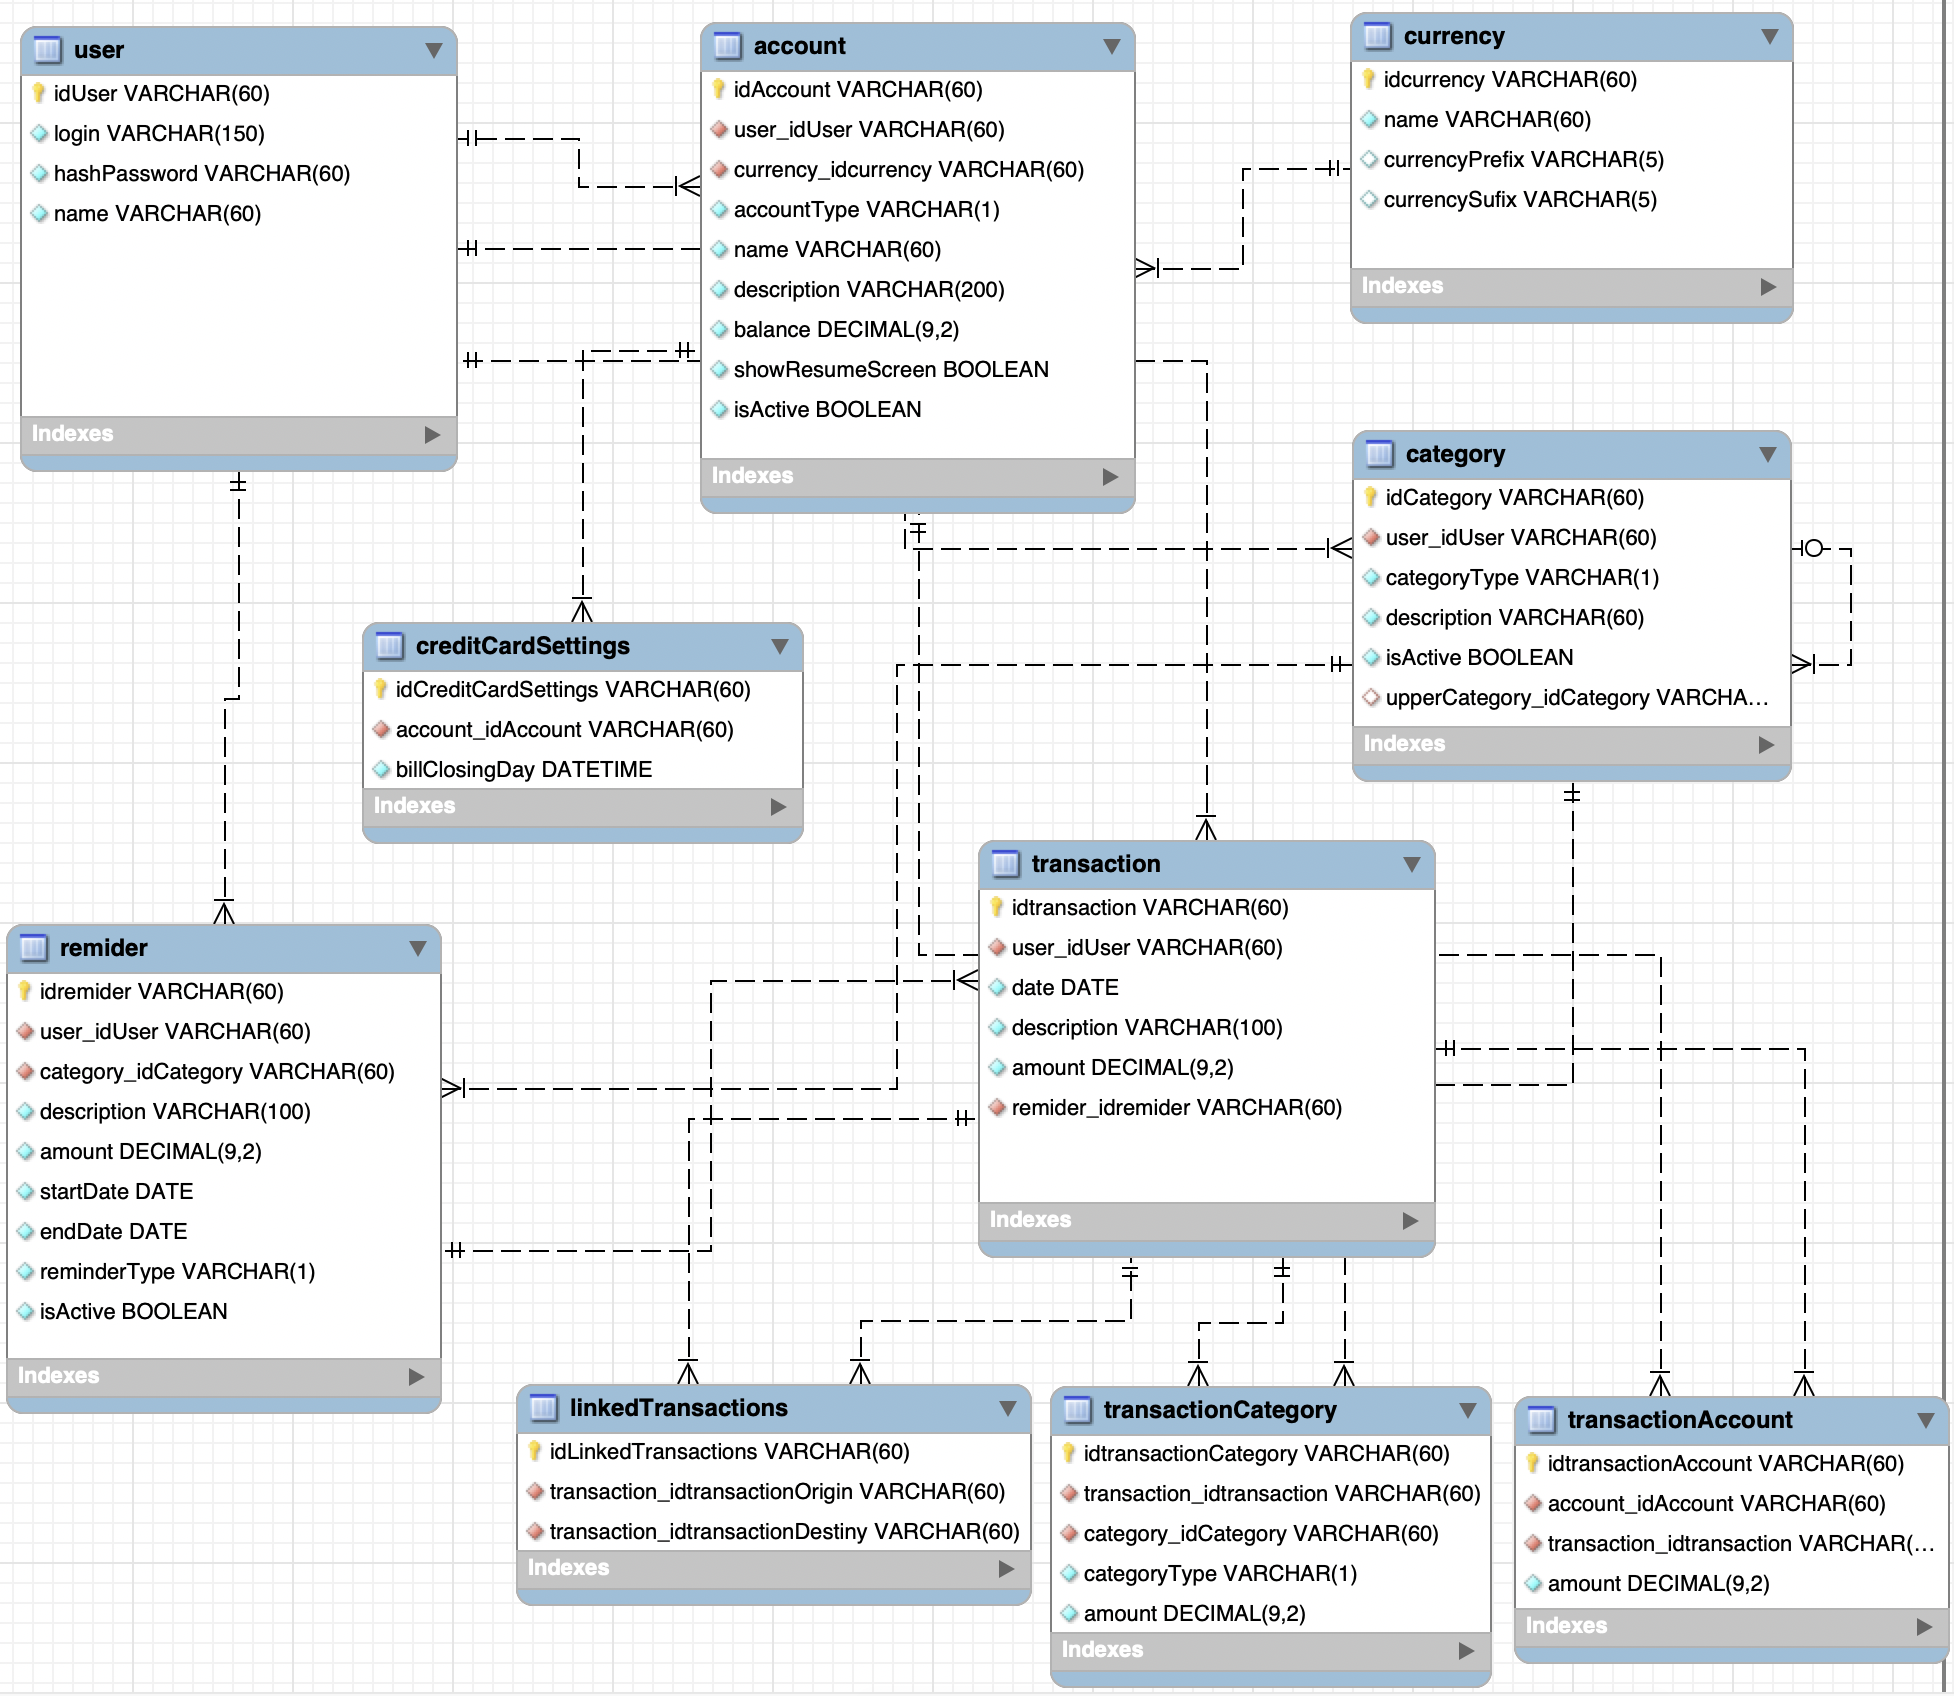 user
idUser VARCHAR(60)
login VARCHAR(150)
hashPassword VARCHAR(60)
name VARCHAR(60)
Indexes
account
idAccount VARCHAR(60)
user_idUser VARCHAR(60)
currency_idcurrency VARCHAR(60)
accountType VARCHAR(1)
name VARCHAR(60)
description VARCHAR(200)
balance DECIMAL(9,2)
showResumeScreen BOOLEAN
isActive BOOLEAN
Indexes
currency
idcurrency VARCHAR(60)
name VARCHAR(60)
currencyPrefix VARCHAR(5)
currencySufix VARCHAR(5)
Indexes
category
idCategory VARCHAR(60)
user_idUser VARCHAR(60)
categoryType VARCHAR(1)
description VARCHAR(60)
isActive BOOLEAN
upperCategory_idCategory VARCHA...
Indexes
creditCardSettings
idCreditCardSettings VARCHAR(60)
account_idAccount VARCHAR(60)
billClosingDay DATETIME
Indexes
transaction
idtransaction VARCHAR(60)
user_idUser VARCHAR(60)
date DATE
description VARCHAR(100)
amount DECIMAL(9,2)
remider_idremider VARCHAR(60)
Indexes
remider
idremider VARCHAR(60)
user_idUser VARCHAR(60)
category_idCategory VARCHAR(60)
description VARCHAR(100)
amount DECIMAL(9,2)
startDate DATE
endDate DATE
reminderType VARCHAR(1)
isActive BOOLEAN
Indexes
linkedTransactions
idLinkedTransactions VARCHAR(60)
transaction_idtransactionOrigin VARCHAR(60)
transaction_idtransactionDestiny VARCHAR(60)
Indexes
transactionCategory
idtransactionCategory VARCHAR(60)
transaction_idtransaction VARCHAR(60)
category_idCategory VARCHAR(60)
categoryType VARCHAR(1)
amount DECIMAL(9,2)
Indexes
transactionAccount
idtransactionAccount VARCHAR(60)
account_idAccount VARCHAR(60)
transaction_idtransaction VARCHAR(...
amount DECIMAL(9,2)
Indexes